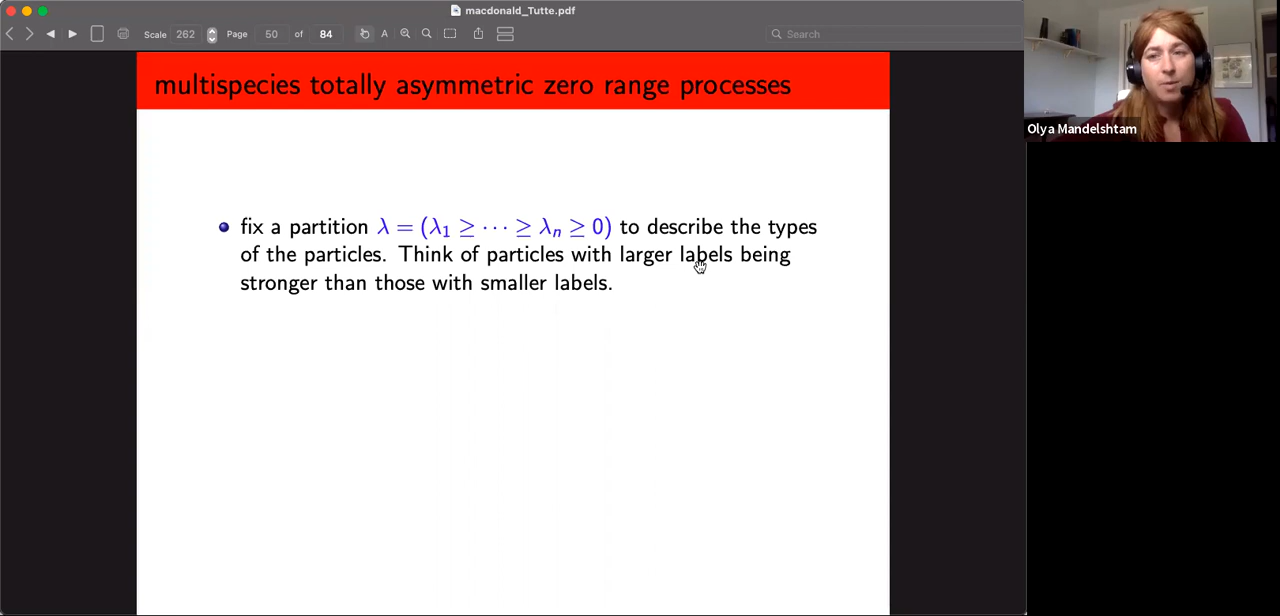 macdonald_Tutte.pdf
Scale 262 Page 50 of 84 A Search
multispecies totally asymmetric zero range processes
fix a partition λ = (λ₁ ≥ ⋯ ≥ λₙ ≥ 0) to describe the types
of the particles. Think of particles with larger labels being
stronger than those with smaller labels.
Olya Mandelshtam